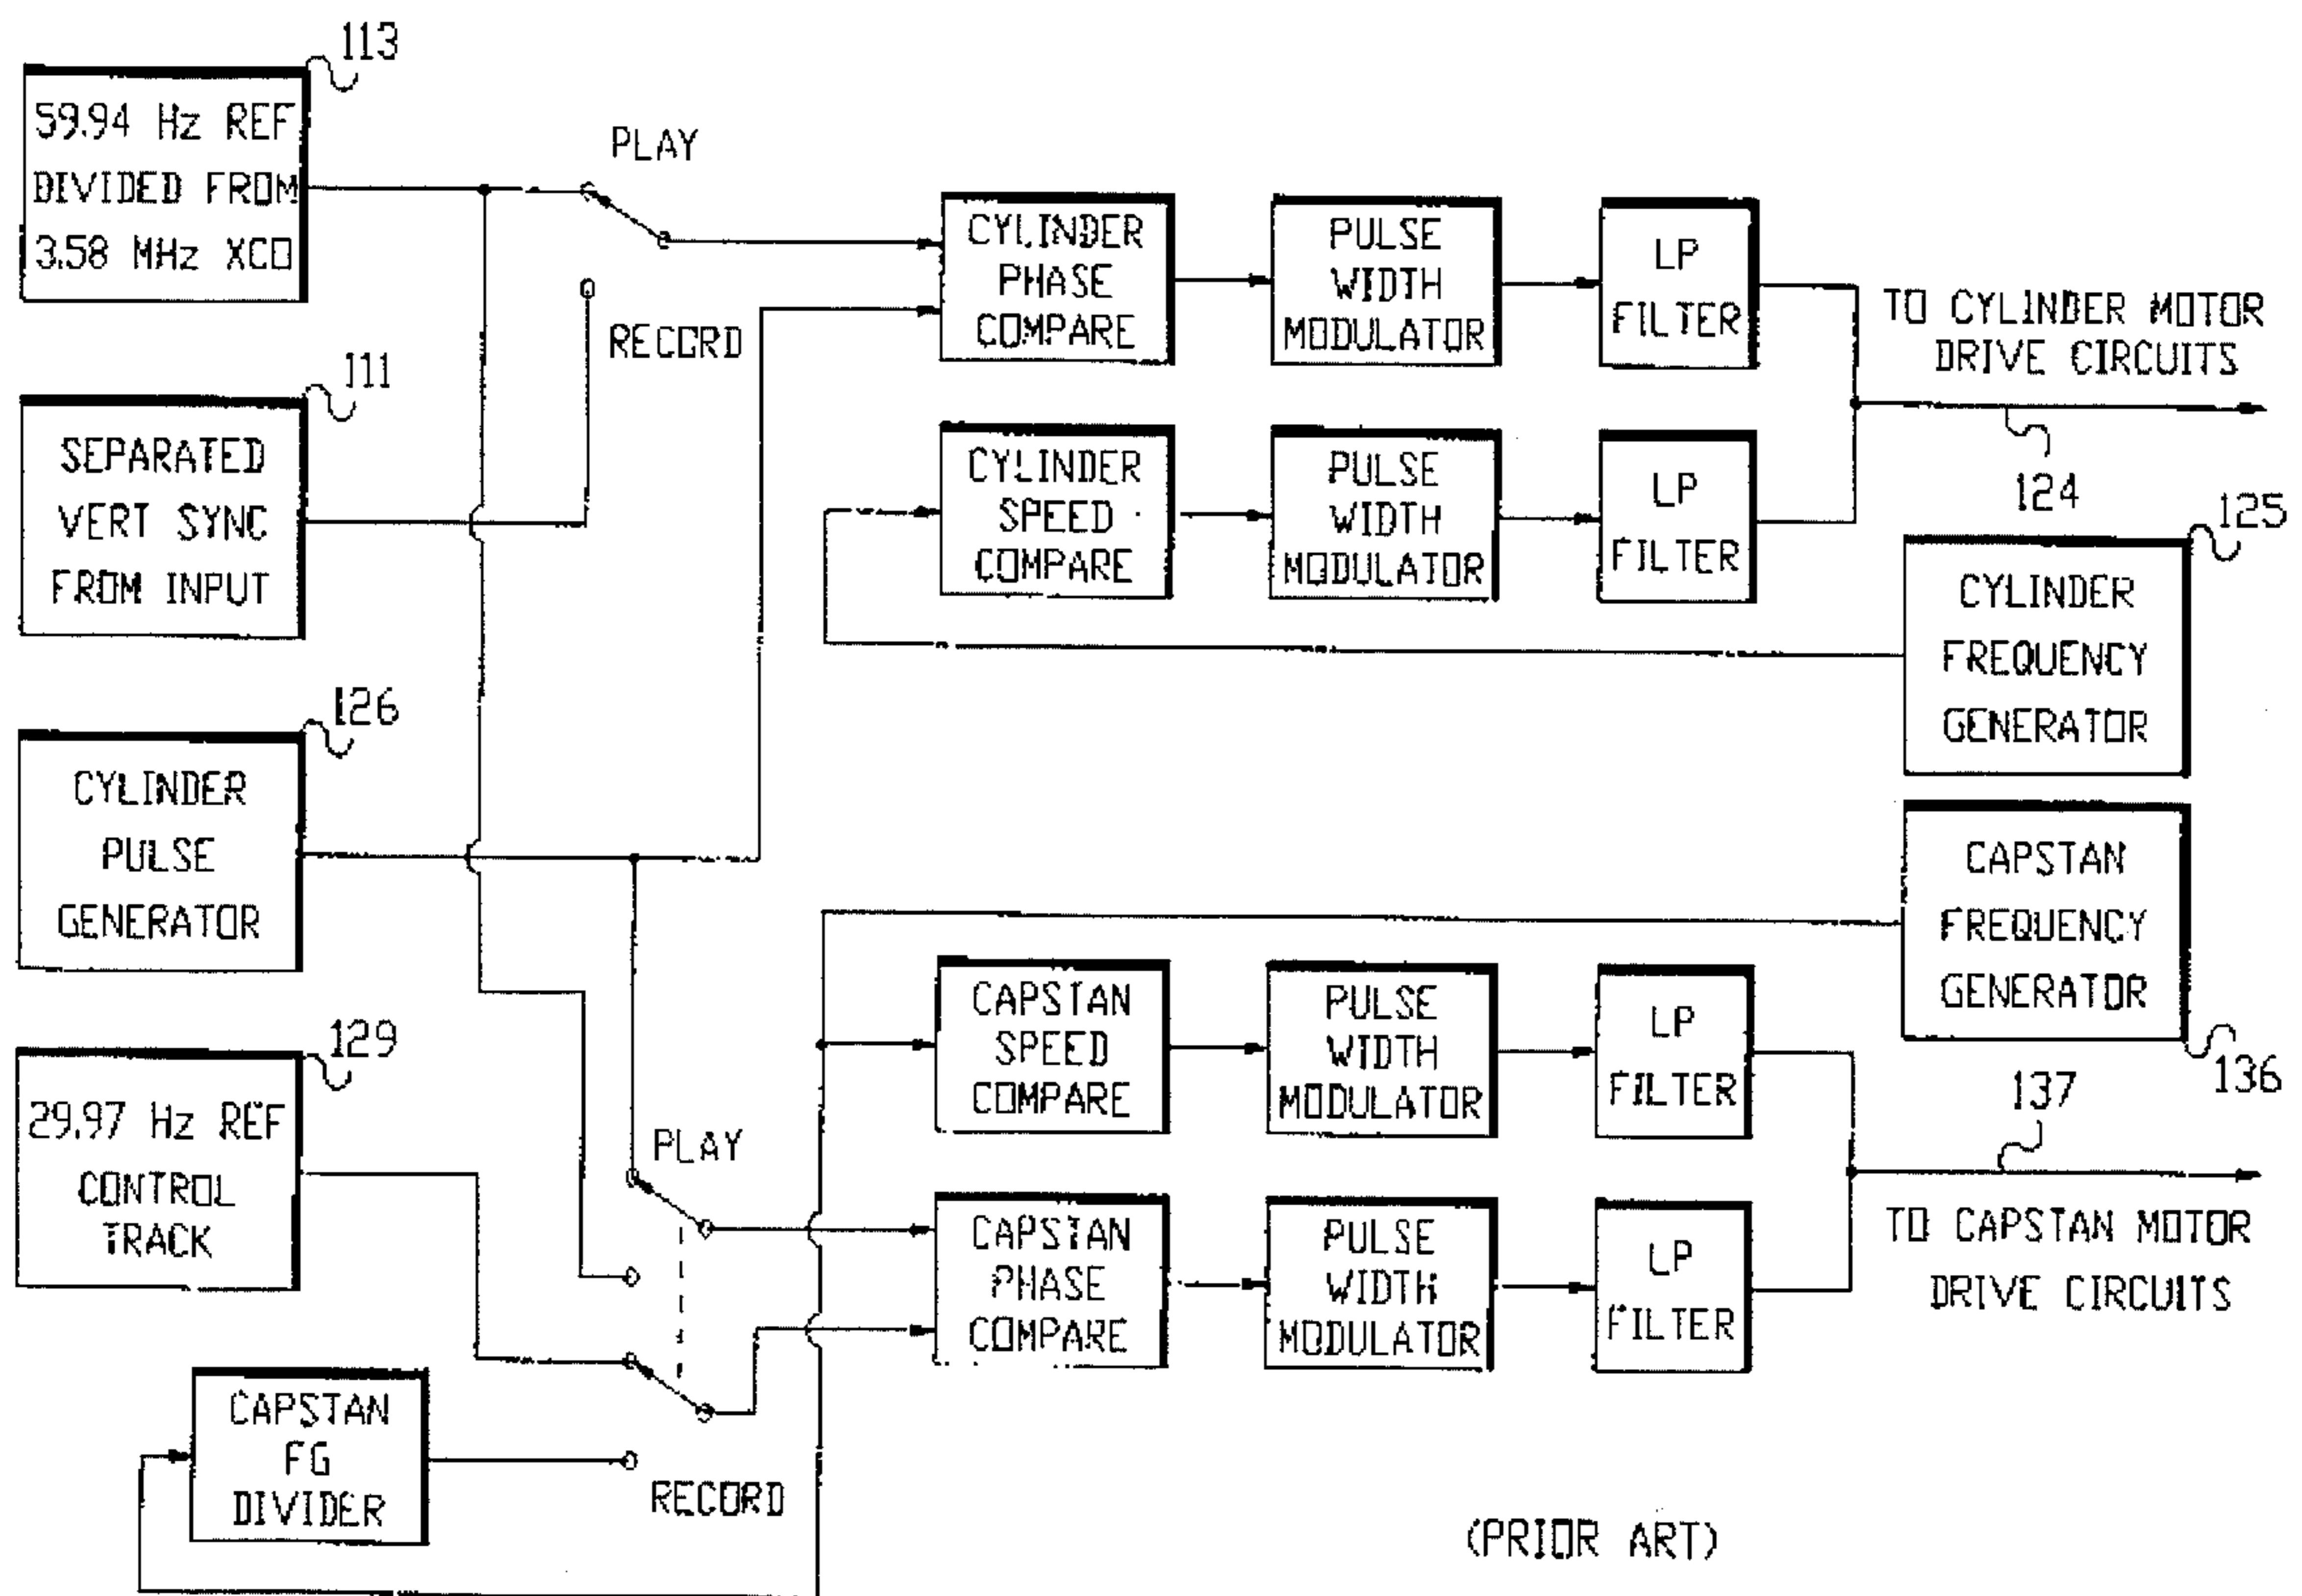 113
59.94 Hz REF
DIVIDED FROM
3.58 MHz XCO
PLAY
RECORD
111
SEPARATED
VERT SYNC
FROM INPUT
126
CYLINDER
PULSE
GENERATOR
129
29.97 Hz REF
CONTROL
TRACK
CAPSTAN
FG
DIVIDER
PLAY
RECORD
CYLINDER
PHASE
COMPARE
PULSE
WIDTH
MODULATOR
LP
FILTER
TO CYLINDER MOTOR
DRIVE CIRCUITS
124
CYLINDER
SPEED
COMPARE
PULSE
WIDTH
MODULATOR
LP
FILTER
125
CYLINDER
FREQUENCY
GENERATOR
CAPSTAN
FREQUENCY
GENERATOR
136
CAPSTAN
SPEED
COMPARE
PULSE
WIDTH
MODULATOR
LP
FILTER
137
TO CAPSTAN MOTOR
DRIVE CIRCUITS
CAPSTAN
PHASE
COMPARE
PULSE
WIDTH
MODULATOR
LP
FILTER
(PRIOR ART)